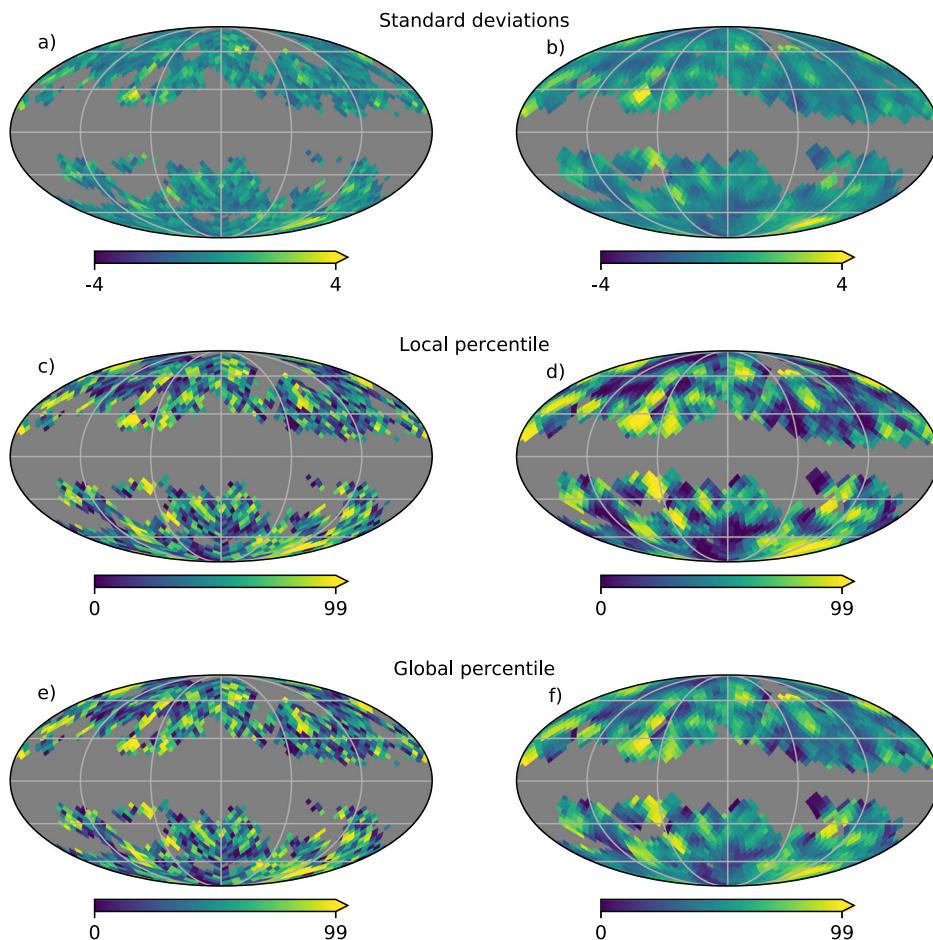 Standard deviations
a)
b)
-4 4
-4 4
Local percentile
c)
d)
0 99
0 99
Global percentile
e)
f)
0 99
0 99